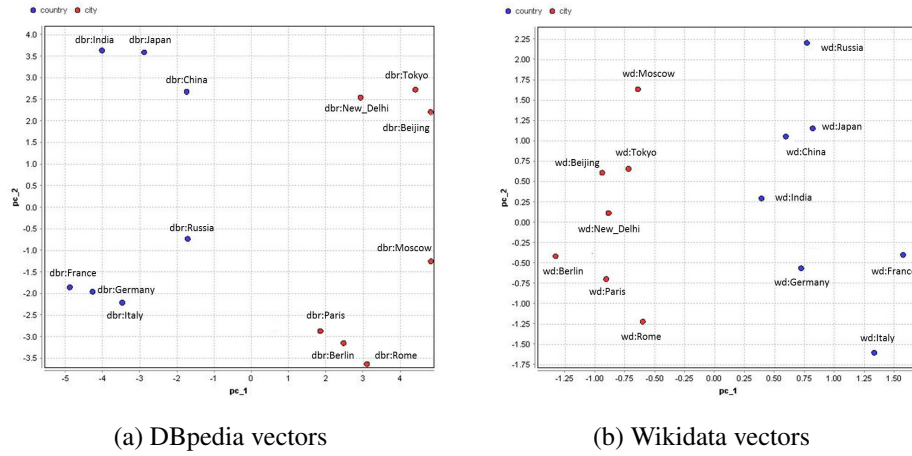 country city
dbr:India dbr:Japan
dbr:China
dbr:Tokyo
dbr:New_Delhi
dbr:Beijing
dbr:Russia
dbr:Moscow
dbr:France
dbr:Germany
dbr:Italy
dbr:Paris
dbr:Berlin dbr:Rome
4.0
3.5
3.0
2.5
2.0
1.5
1.0
0.5
0.0
-0.5
-1.0
-1.5
-2.0
-2.5
-3.0
-3.5
pc_2
-5 -4 -3 -2 -1 0 1 2 3 4
pc_1
(a) DBpedia vectors
country city
wd:Russia
wd:Moscow
wd:Japan
wd:China
wd:Tokyo
wd:Beijing
wd:India
wd:New_Delhi
wd:Berlin
wd:France
wd:Germany
wd:Paris
wd:Rome
wd:Italy
2.25
2.00
1.75
1.50
1.25
1.00
0.75
0.50
0.25
0.00
-0.25
-0.50
-0.75
-1.00
-1.25
-1.50
-1.75
pc_2
-1.25 -1.00 -0.75 -0.50 -0.25 0.00 0.25 0.50 0.75 1.00 1.25 1.50
pc_1
(b) Wikidata vectors